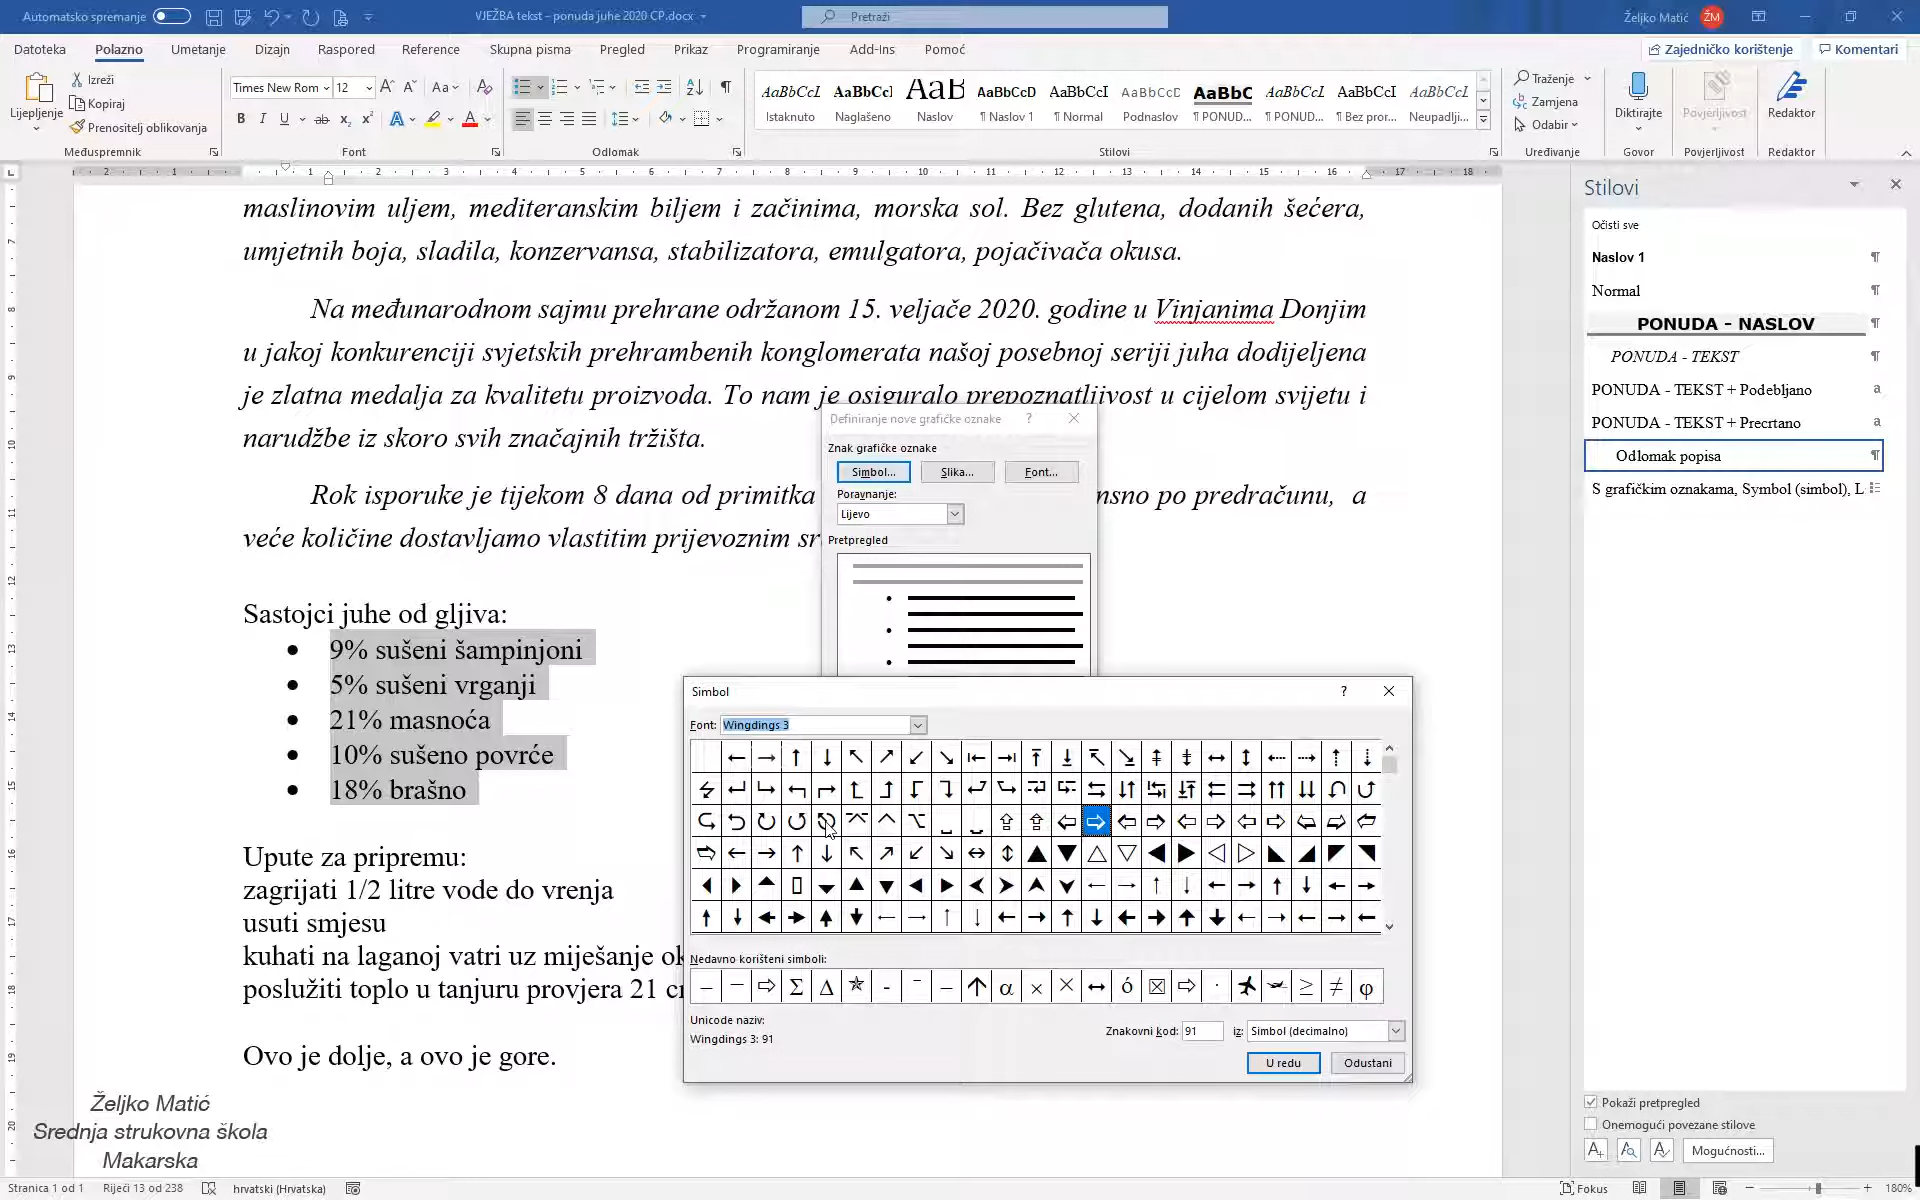 Automatsko spremanje
VJEŽBA tekst - ponuda juhe 2020 CP.docx
Pretraži
Željko Matić
ŽM
Datoteka Polazno Umetanje Dizajn Raspored Reference Skupna pisma Pregled Prikaz Programiranje Add-Ins Pomoć
Zajedničko korištenje
Komentari
Lijepljenje
Izreži
Kopiraj
Prenositelj oblikovanja
Međuspremnik
Times New Rom 12
Font
Odlomak
AaBbCcI Istaknuto
AaBbCcI Naglašeno
AaB Naslov
AaBbCcD ¶ Naslov 1
AaBbCcI ¶ Normal
AaBbCcD Podnaslov
AaBbC ¶ PONUD...
AaBbCcI ¶ PONUD...
AaBbCcI ¶ Bez pror...
AaBbCcI Neupadlji...
Stilovi
Traženje
Zamjena
Odabir
Uređivanje
Diktirajte
Govor
Povjerljivost
Povjerljivost
Redaktor
Redaktor
maslinovim uljem, mediteranskim biljem i začinima, morska sol. Bez glutena, dodanih šećera,
umjetnih boja, sladila, konzervansa, stabilizatora, emulgatora, pojačivača okusa.
Na međunarodnom sajmu prehrane održanom 15. veljače 2020. godine u Vinjanima Donjim
u jakoj konkurenciji svjetskih prehrambenih konglomerata našoj posebnoj seriji juha dodijeljena
je zlatna medalja za kvalitetu proizvoda. To nam je osiguralo prepoznatljivost u cijelom svijetu i
narudžbe iz skoro svih značajnih tržišta.
Rok isporuke je tijekom 8 dana od primitka nsno po predračunu, a
veće količine dostavljamo vlastitim prijevoznim sr
Sastojci juhe od gljiva:
• 9% sušeni šampinjoni
• 5% sušeni vrganji
• 21% masnoća
• 10% sušeno povrće
• 18% brašno
Upute za pripremu:
zagrijati 1/2 litre vode do vrenja
usuti smjesu
kuhati na laganoj vatri uz miješanje ok
poslužiti toplo u tanjuru provjera 21 c
Ovo je dolje, a ovo je gore.
Željko Matić
Srednja strukovna škola
Makarska
Definiranje nove grafičke oznake ?
Znak grafičke oznake
Simbol... Slika... Font...
Poravnanje:
Lijevo
Pretpregled
Simbol ?
Font: Wingdings 3
Nedavno korišteni simboli:
Unicode naziv:
Wingdings 3: 91
Znakovni kod: 91 iz: Simbol (decimalno)
U redu Odustani
Stilovi
Očisti sve
Naslov 1 ¶
Normal ¶
PONUDA - NASLOV ¶
PONUDA - TEKST ¶
PONUDA - TEKST + Podebljano a
PONUDA - TEKST + Precrtano a
Odlomak popisa ¶
S grafičkim oznakama, Symbol (simbol), L
Pokaži pretpregled
Onemogući povezane stilove
Mogućnosti...
Stranica 1 od 1 Riječi 13 od 238 hrvatski (Hrvatska)
Fokus
180%